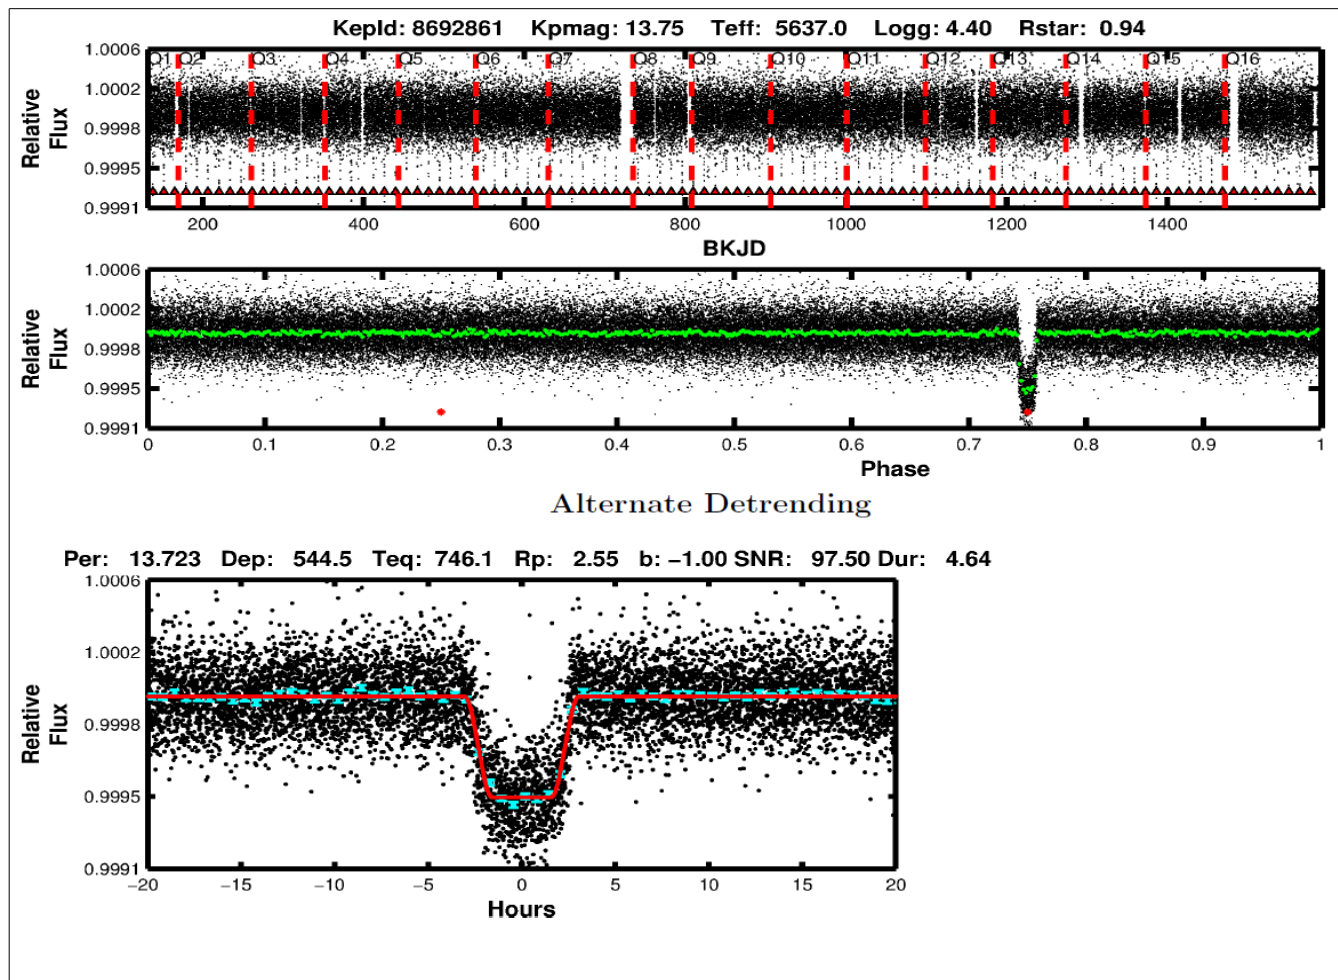 KepId: 8692861 Kpmag: 13.75 Teff: 5637.0 Logg: 4.40 Rstar: 0.94
Relative Flux
1.0006
1.0002
0.9998
0.9995
0.9991
Q1 Q2 Q3 Q4 Q5 Q6 Q7 Q8 Q9 Q10 Q11 Q12 Q13 Q14 Q15 Q16
200 400 600 800 1000 1200 1400
BKJD
Relative Flux
1.0006
1.0002
0.9998
0.9995
0.9991
0 0.1 0.2 0.3 0.4 0.5 0.6 0.7 0.8 0.9 1
Phase
Alternate Detrending
Per: 13.723 Dep: 544.5 Teq: 746.1 Rp: 2.55 b: −1.00 SNR: 97.50 Dur: 4.64
Relative Flux
1.0006
1.0002
0.9998
0.9995
0.9991
−20 −15 −10 −5 0 5 10 15 20
Hours